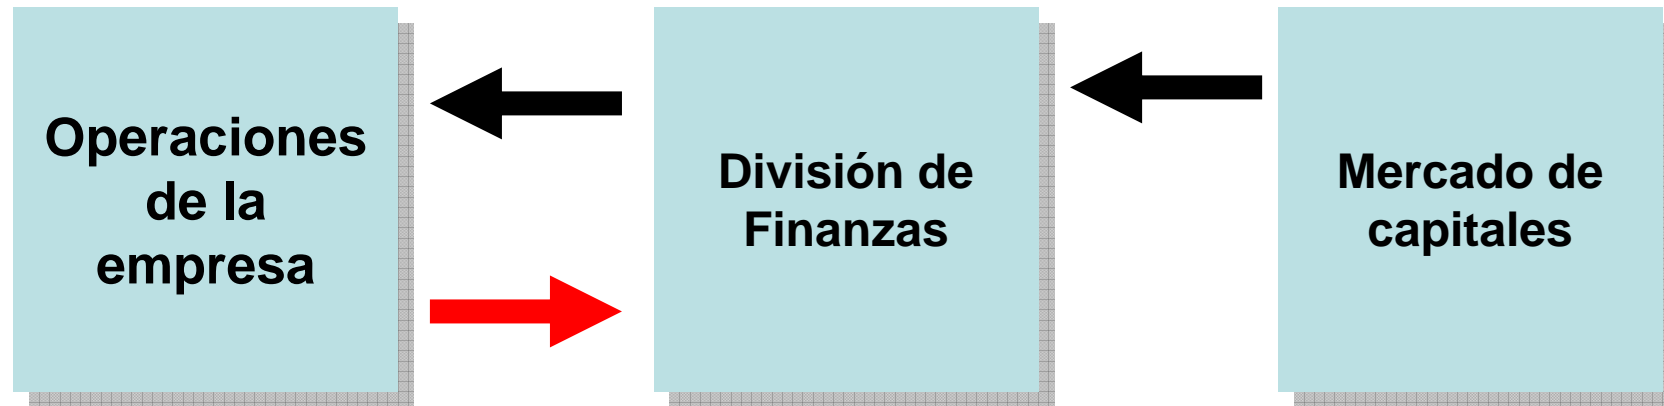 Operaciones
de la
empresa
División de
Finanzas
Mercado de
capitales